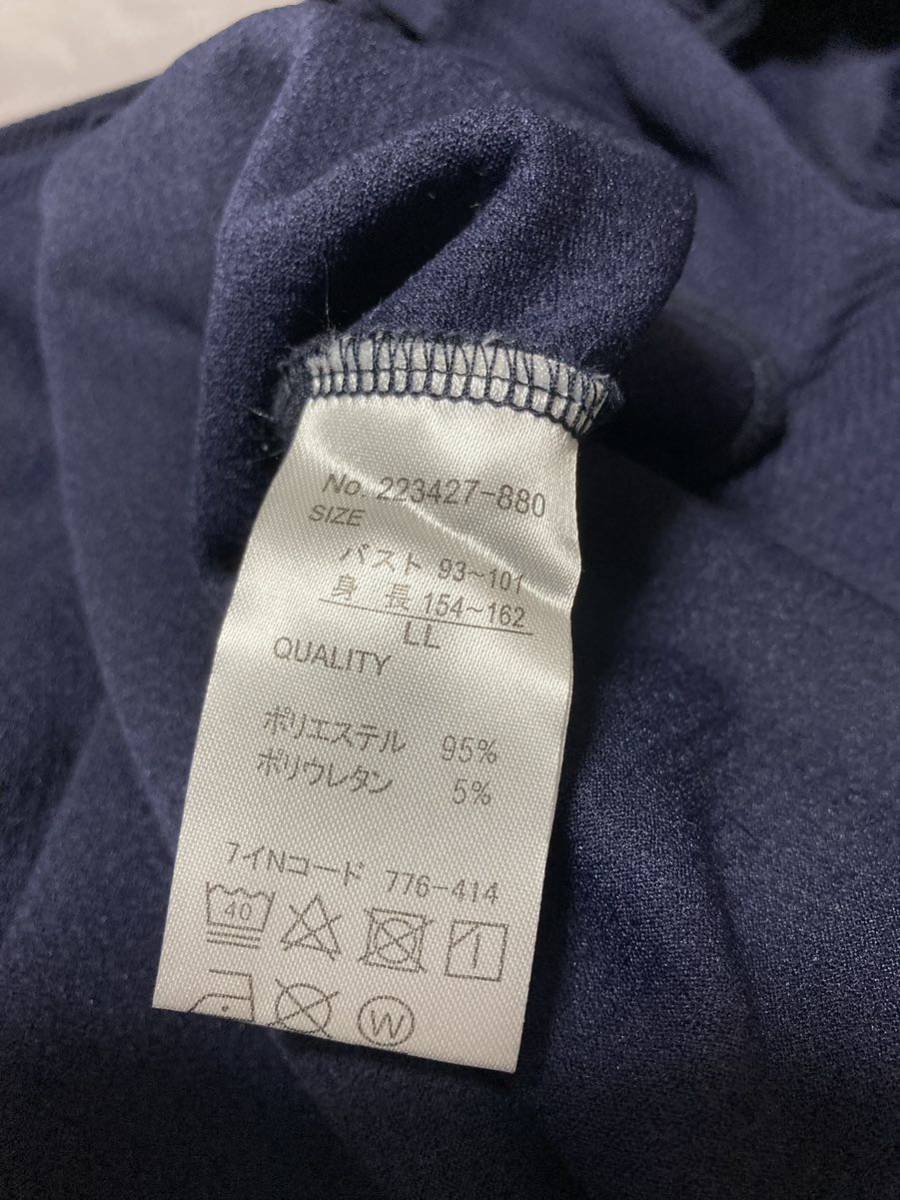 No. 223427-880
SIZE
バスト 93~101
身 長 154~162
LL
QUALITY
ポリエステル 95%
ポリウレタン 5%
7イNコード 776-414
40
W